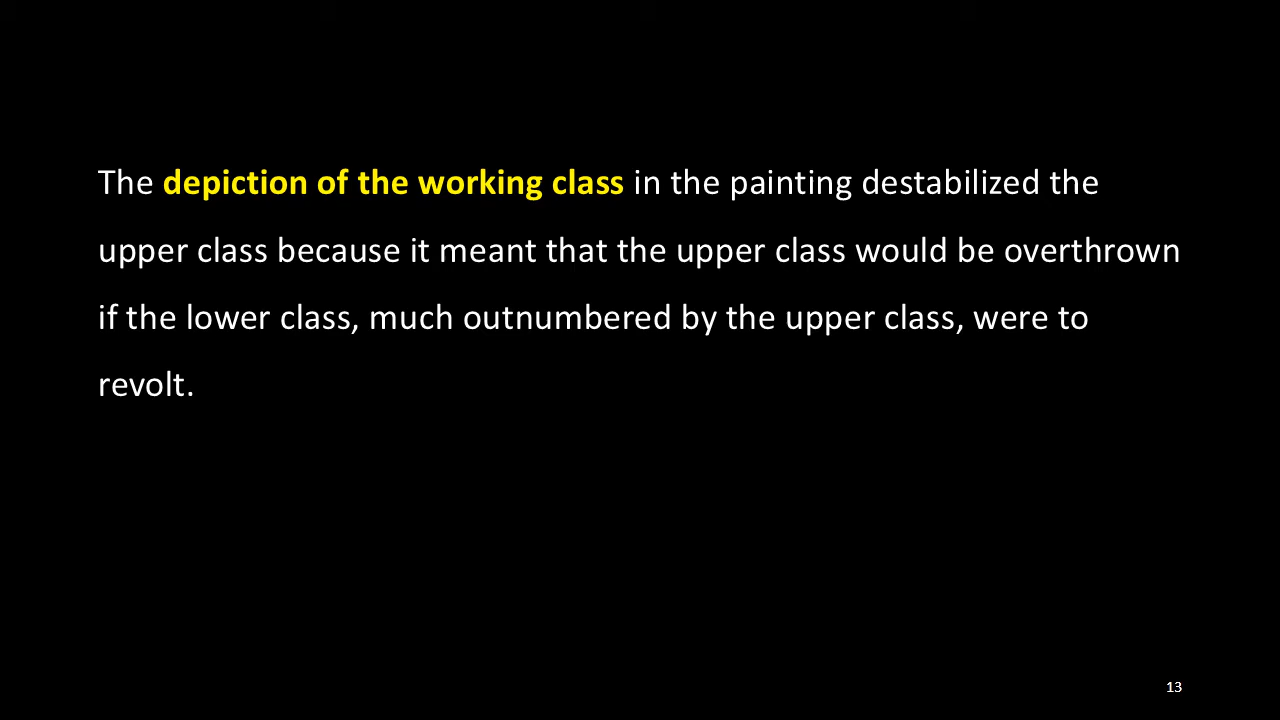 The depiction of the working class in the painting destabilized the
upper class because it meant that the upper class would be overthrown
if the lower class, much outnumbered by the upper class, were to
revolt.
13